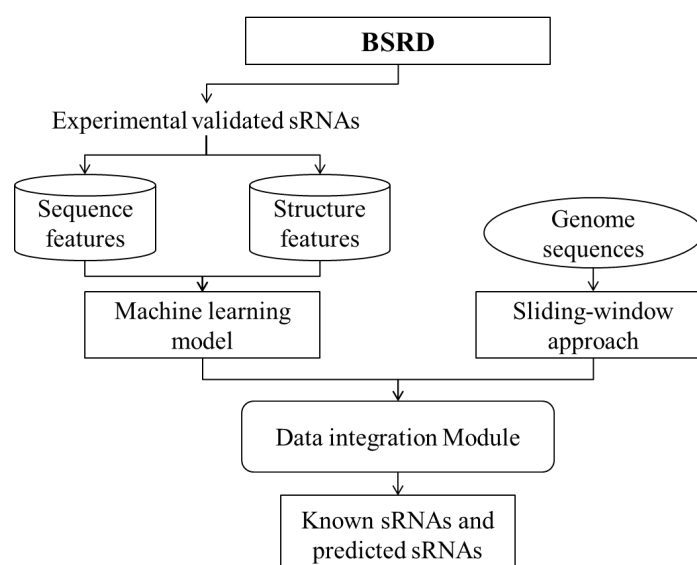 BSRD
Experimental validated sRNAs
Sequence
features
Structure
features
Genome
sequences
Machine learning
model
Sliding-window
approach
Data integration Module
Known sRNAs and
predicted sRNAs